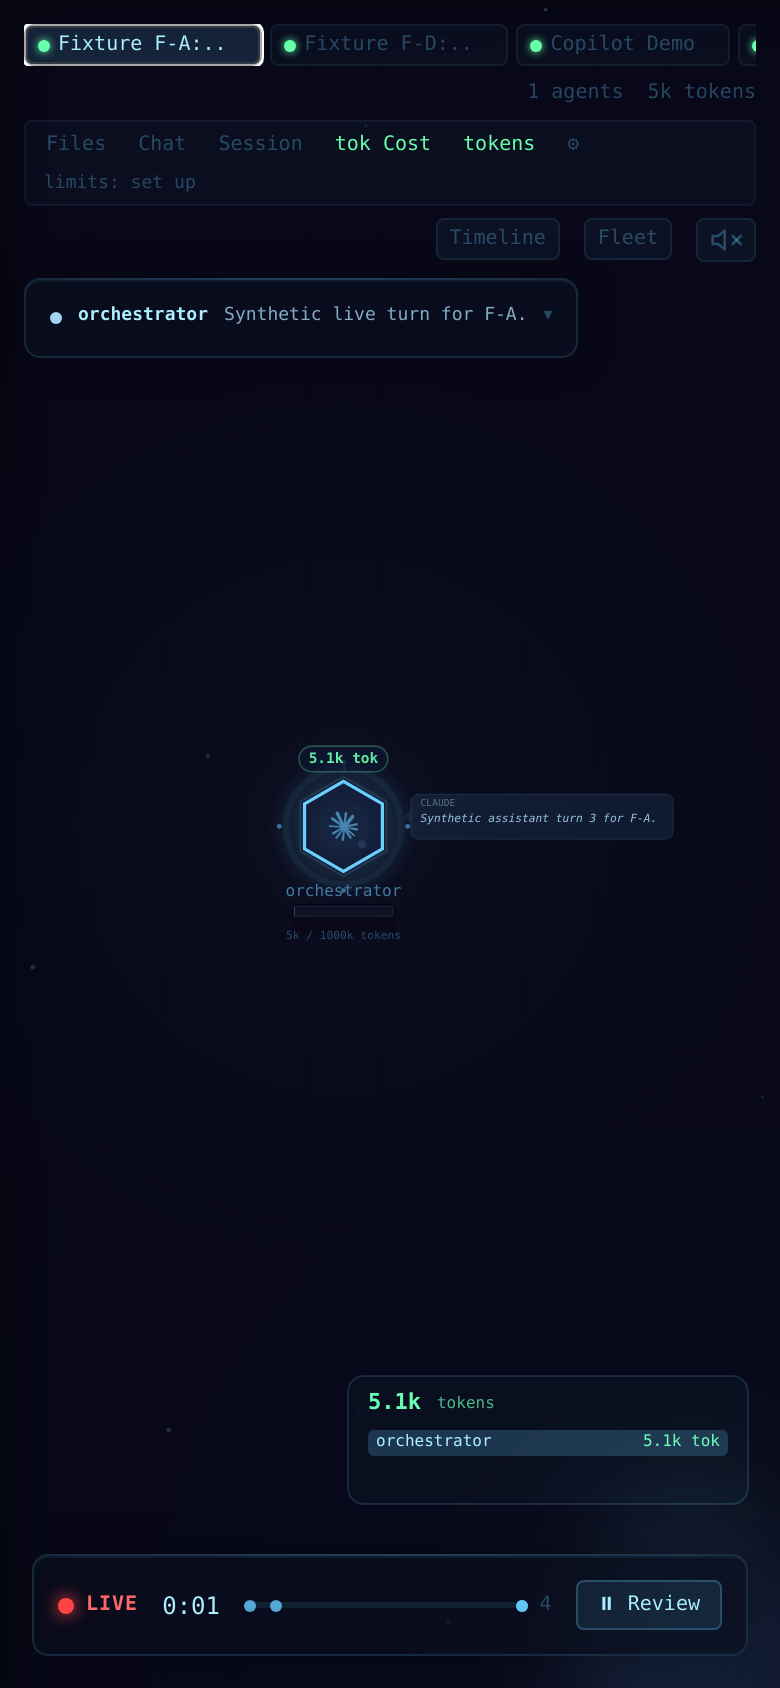 Fixture F-A:.. Fixture F-D:.. Copilot Demo
1 agents 5k tokens
Files Chat Session tok Cost tokens ⚙
limits: set up
Timeline Fleet
orchestrator Synthetic live turn for F-A. ▼
5.1k tok
CLAUDE
Synthetic assistant turn 3 for F-A.
orchestrator
5k / 1000k tokens
5.1k tokens
orchestrator 5.1k tok
LIVE 0:01 4 ⏸ Review